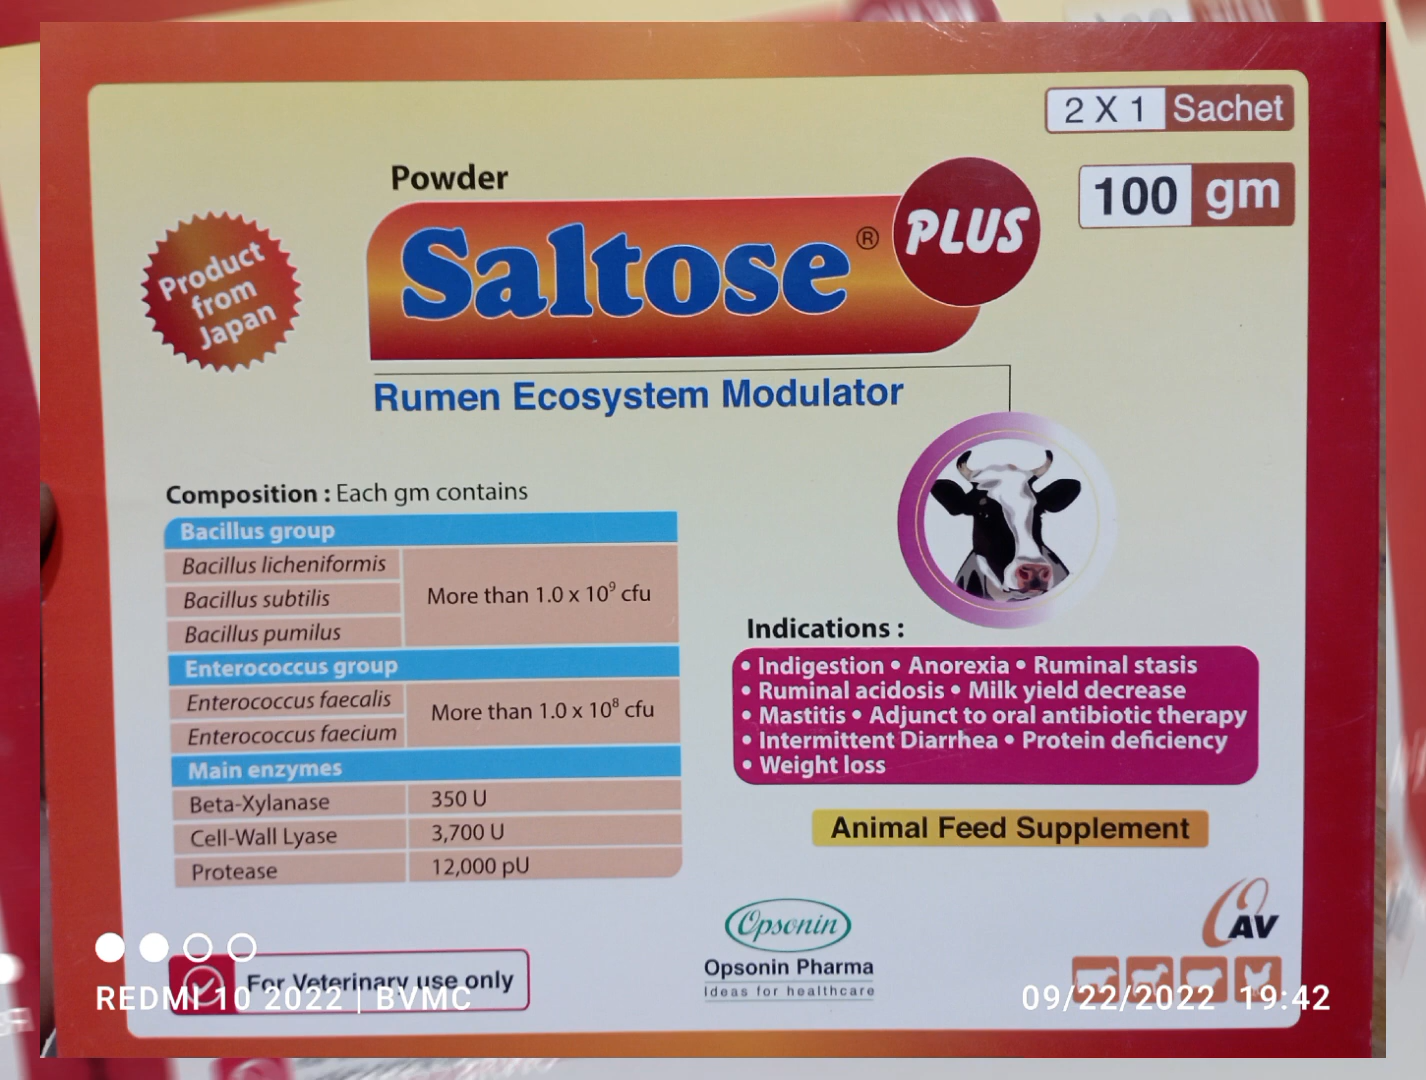 2 X 1 Sachet
100 gm
Powder
Saltose ® PLUS
Product
from
Japan
Rumen Ecosystem Modulator
Composition : Each gm contains
Bacillus group
Bacillus licheniformis
Bacillus subtilis
Bacillus pumilus
More than 1.0 x 10⁹ cfu
Enterococcus group
Enterococcus faecalis
Enterococcus faecium
More than 1.0 x 10⁸ cfu
Main enzymes
Beta-Xylanase 350 U
Cell-Wall Lyase 3,700 U
Protease 12,000 pU
Indications :
• Indigestion • Anorexia • Ruminal stasis
• Ruminal acidosis • Milk yield decrease
• Mastitis • Adjunct to oral antibiotic therapy
• Intermittent Diarrhea • Protein deficiency
• Weight loss
Animal Feed Supplement
For Veterinary use only
Opsonin
Opsonin Pharma
Ideas for healthcare
AV
REDMI 10 2022 | BVMC
09/22/2022 19:42